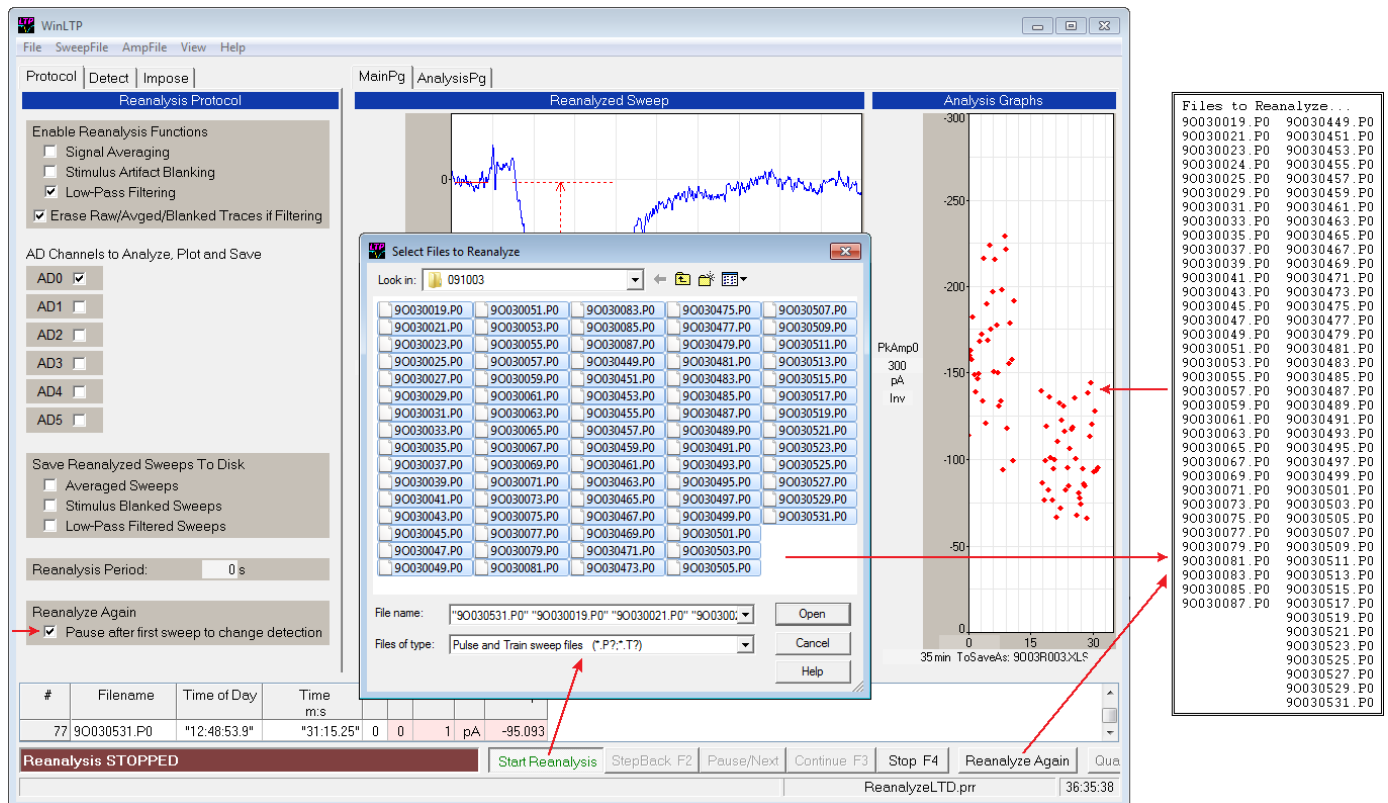 WinLTP
File SweepFile AmpFile View Help
Protocol Detect Impose
MainPg AnalysisPg
Reanalysis Protocol
Enable Reanalysis Functions
Signal Averaging
Stimulus Artifact Blanking
Low-Pass Filtering
Erase Raw/Avged/Blanked Traces if Filtering
AD Channels to Analyze, Plot and Save
AD0
AD1
AD2
AD3
AD4
AD5
Save Reanalyzed Sweeps To Disk
Averaged Sweeps
Stimulus Blanked Sweeps
Low-Pass Filtered Sweeps
Reanalysis Period: 0 s
Reanalyze Again
Pause after first sweep to change detection
Reanalyzed Sweep
0
Select Files to Reanalyze
Look in: 091003
9O030019.P0 9O030051.P0 9O030083.P0 9O030475.P0 9O030507.P0
9O030021.P0 9O030053.P0 9O030085.P0 9O030477.P0 9O030509.P0
9O030023.P0 9O030055.P0 9O030087.P0 9O030479.P0 9O030511.P0
9O030025.P0 9O030057.P0 9O030449.P0 9O030481.P0 9O030513.P0
9O030027.P0 9O030059.P0 9O030451.P0 9O030483.P0 9O030515.P0
9O030029.P0 9O030061.P0 9O030453.P0 9O030485.P0 9O030517.P0
9O030031.P0 9O030063.P0 9O030455.P0 9O030487.P0 9O030519.P0
9O030033.P0 9O030065.P0 9O030457.P0 9O030489.P0 9O030521.P0
9O030035.P0 9O030067.P0 9O030459.P0 9O030491.P0 9O030523.P0
9O030037.P0 9O030069.P0 9O030461.P0 9O030493.P0 9O030525.P0
9O030039.P0 9O030071.P0 9O030463.P0 9O030495.P0 9O030527.P0
9O030041.P0 9O030073.P0 9O030465.P0 9O030497.P0 9O030529.P0
9O030043.P0 9O030075.P0 9O030467.P0 9O030499.P0 9O030531.P0
9O030045.P0 9O030077.P0 9O030469.P0 9O030501.P0
9O030047.P0 9O030079.P0 9O030471.P0 9O030503.P0
9O030049.P0 9O030081.P0 9O030473.P0 9O030505.P0
File name: "9O030531.P0" "9O030019.P0" "9O030021.P0" "9O0300 Open
Files of type: Pulse and Train sweep files (*.P?;*.T?) Cancel
Help
Analysis Graphs
-300
-250
-200
-150
-100
-50
0
0 15 30
PkAmp0
300
pA
Inv
35 min ToSaveAs: 9O03R003.XLS
# Filename Time of Day Time
m:s
77 9O030531.P0 "12:48:53.9" "31:15.25" 0 0 1 pA -95.093
Reanalysis STOPPED
Start Reanalysis StepBack F2 Pause/Next Continue F3 Stop F4 Reanalyze Again Qua
ReanalyzeLTD.prr 36:35:38
Files to Reanalyze...
9O030019.P0 9O030449.P0
9O030021.P0 9O030451.P0
9O030023.P0 9O030453.P0
9O030024.P0 9O030455.P0
9O030025.P0 9O030457.P0
9O030029.P0 9O030459.P0
9O030031.P0 9O030461.P0
9O030033.P0 9O030463.P0
9O030035.P0 9O030465.P0
9O030037.P0 9O030467.P0
9O030039.P0 9O030469.P0
9O030041.P0 9O030471.P0
9O030043.P0 9O030473.P0
9O030045.P0 9O030475.P0
9O030047.P0 9O030477.P0
9O030049.P0 9O030479.P0
9O030051.P0 9O030481.P0
9O030053.P0 9O030483.P0
9O030055.P0 9O030485.P0
9O030057.P0 9O030487.P0
9O030059.P0 9O030489.P0
9O030061.P0 9O030491.P0
9O030063.P0 9O030493.P0
9O030065.P0 9O030495.P0
9O030067.P0 9O030497.P0
9O030069.P0 9O030499.P0
9O030071.P0 9O030501.P0
9O030073.P0 9O030503.P0
9O030075.P0 9O030505.P0
9O030077.P0 9O030507.P0
9O030079.P0 9O030509.P0
9O030081.P0 9O030511.P0
9O030083.P0 9O030513.P0
9O030085.P0 9O030515.P0
9O030087.P0 9O030517.P0
9O030519.P0
9O030521.P0
9O030523.P0
9O030525.P0
9O030527.P0
9O030529.P0
9O030531.P0